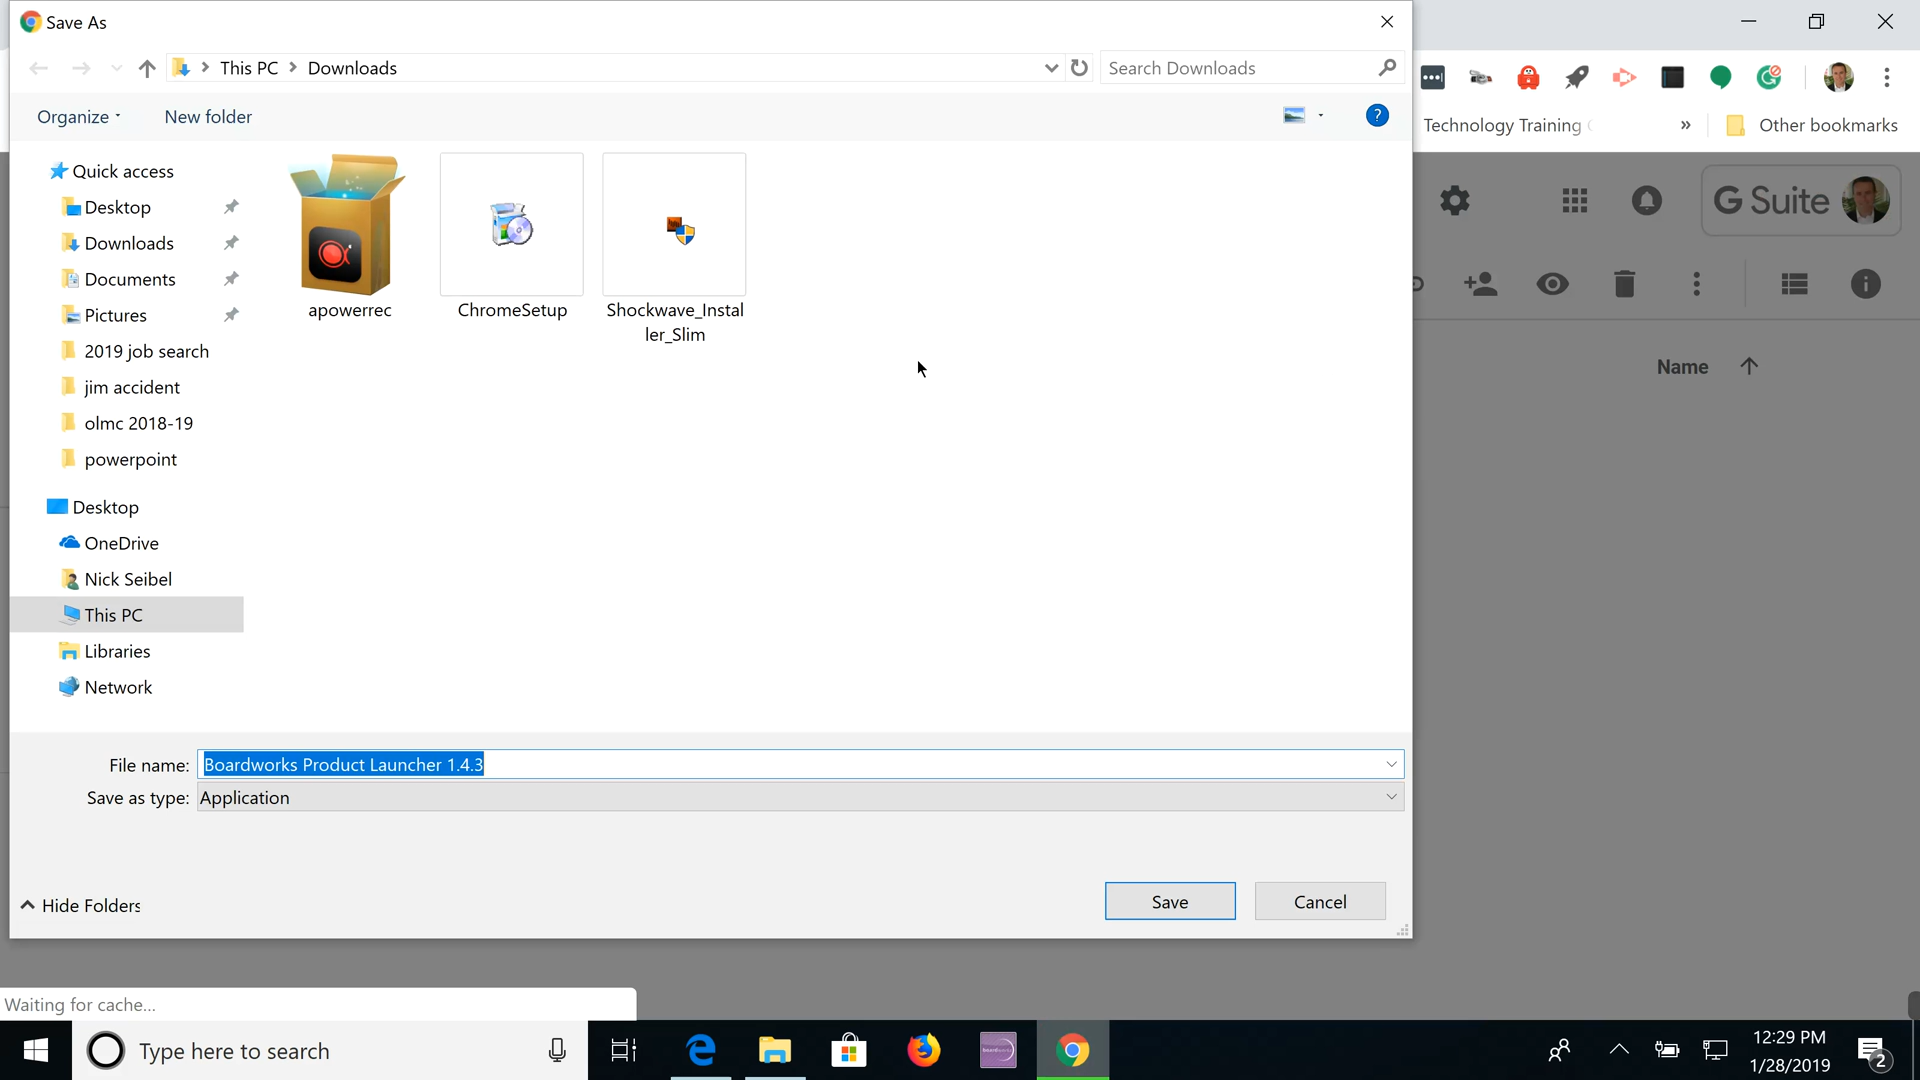 Save As
This PC
Downloads
Search Downloads
Organize
New folder
?
Technology Training
»
Other bookmarks
Quick access
Desktop
Downloads
Documents
Pictures
2019 job search
jim accident
olmc 2018-19
powerpoint
Desktop
OneDrive
Nick Seibel
This PC
Libraries
Network
apowerrec
ChromeSetup
Shockwave_Instal
ler_Slim
G Suite
Name
File name: Boardworks Product Launcher 1.4.3
Save as type: Application
Hide Folders
Save
Cancel
Waiting for cache...
Type here to search
12:29 PM
1/28/2019
2